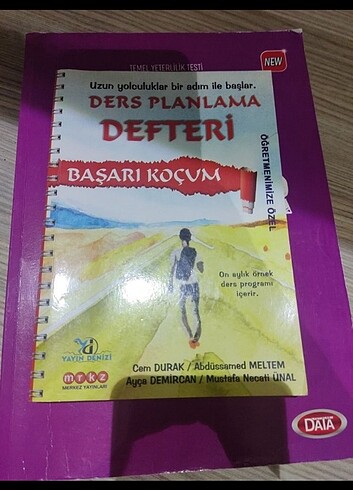 TEMEL YETERLİLİK TESTİ
NEW
Uzun yolculuklar bir adım ile başlar.
DERS PLANLAMA
DEFTERİ
BAŞARI KOÇUM
ÖĞRETMENİMİZE ÖZEL
On aylık örnek
ders programı
içerir.
YAYIN DENİZİ
mrkz
MERKEZ YAYINLARI
Cem DURAK / Abdüssamed MELTEM
Ayça DEMİRCAN / Mustafa Necati ÜNAL
DATA